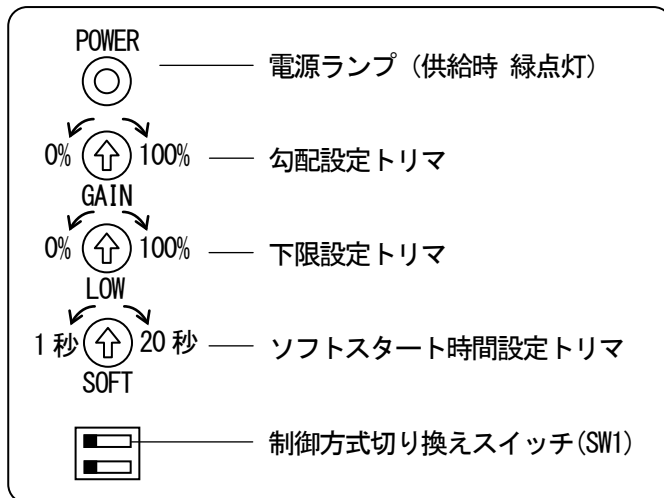 POWER
電源ランプ (供給時 緑点灯)
0% 100% 勾配設定トリマ
GAIN
0% 100% 下限設定トリマ
LOW
1秒 20秒 ソフトスタート時間設定トリマ
SOFT
制御方式切り換えスイッチ(SW1)